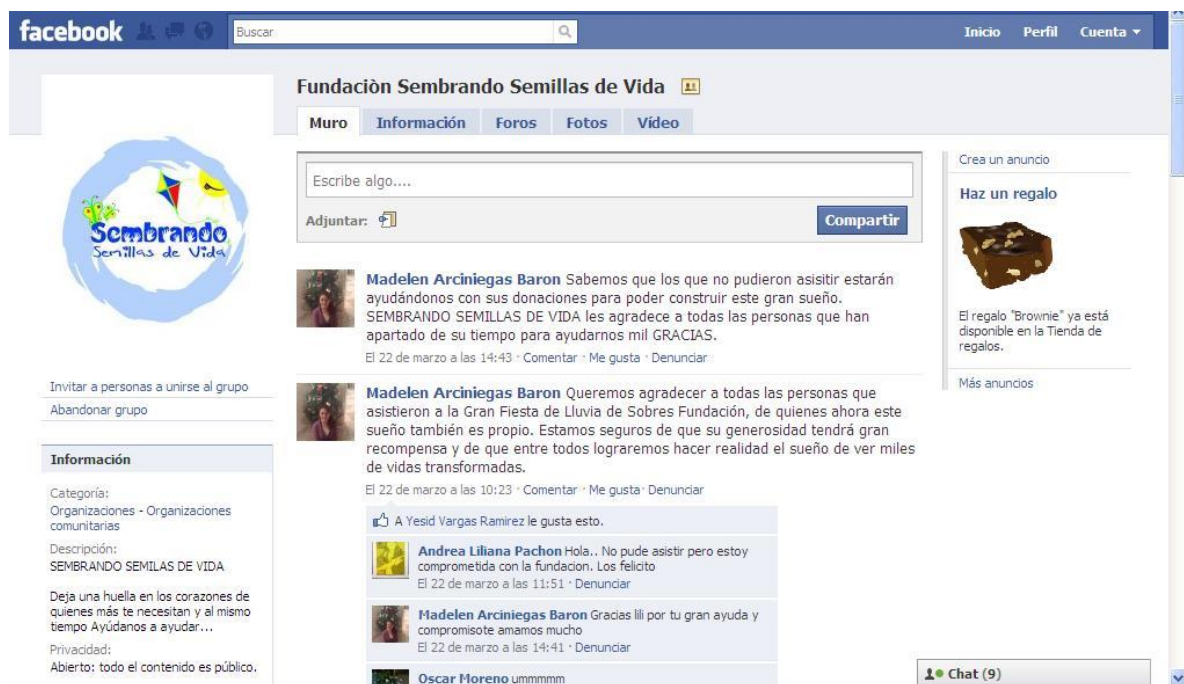 facebook
Buscar
Inicio Perfil Cuenta
Fundaciòn Sembrando Semillas de Vida
Muro Información Foros Fotos Vídeo
Sembrando
Semillas de Vida
Invitar a personas a unirse al grupo
Abandonar grupo
Información
Categoría:
Organizaciones - Organizaciones
comunitarias
Descripción:
SEMBRANDO SEMILAS DE VIDA
Deja una huella en los corazones de
quienes más te necesitan y al mismo
tiempo Ayúdanos a ayudar...
Privacidad:
Abierto: todo el contenido es público.
Escribe algo....
Adjuntar:
Compartir
Madelen Arciniegas Baron Sabemos que los que no pudieron asisitir estarán
ayudándonos con sus donaciones para poder construir este gran sueño.
SEMBRANDO SEMILLAS DE VIDA les agradece a todas las personas que han
apartado de su tiempo para ayudarnos mil GRACIAS.
El 22 de marzo a las 14:43 · Comentar · Me gusta · Denunciar
Madelen Arciniegas Baron Queremos agradecer a todas las personas que
asistieron a la Gran Fiesta de Lluvia de Sobres Fundación, de quienes ahora este
sueño también es propio. Estamos seguros de que su generosidad tendrá gran
recompensa y de que entre todos lograremos hacer realidad el sueño de ver miles
de vidas transformadas.
El 22 de marzo a las 10:23 · Comentar · Me gusta · Denunciar
A Yesid Vargas Ramirez le gusta esto.
Andrea Liliana Pachon Hola.. No pude asistir pero estoy
comprometida con la fundacion. Los felicito
El 22 de marzo a las 11:51 · Denunciar
Madelen Arciniegas Baron Gracias lili por tu gran ayuda y
compromisote amamos mucho
El 22 de marzo a las 14:41 · Denunciar
Oscar Moreno ummmmm
Crea un anuncio
Haz un regalo
El regalo "Brownie" ya está
disponible en la Tienda de
regalos.
Más anuncios
Chat (9)